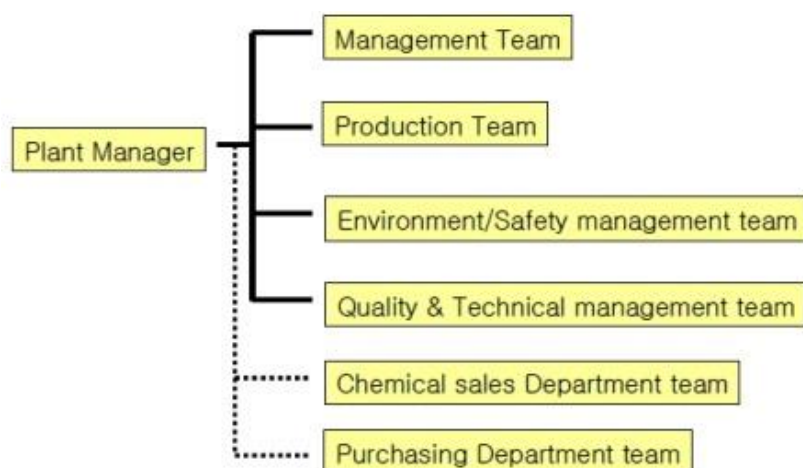 Management Team
Production Team
Plant Manager
Environment/Safety management team
Quality & Technical management team
Chemical sales Department team
Purchasing Department team